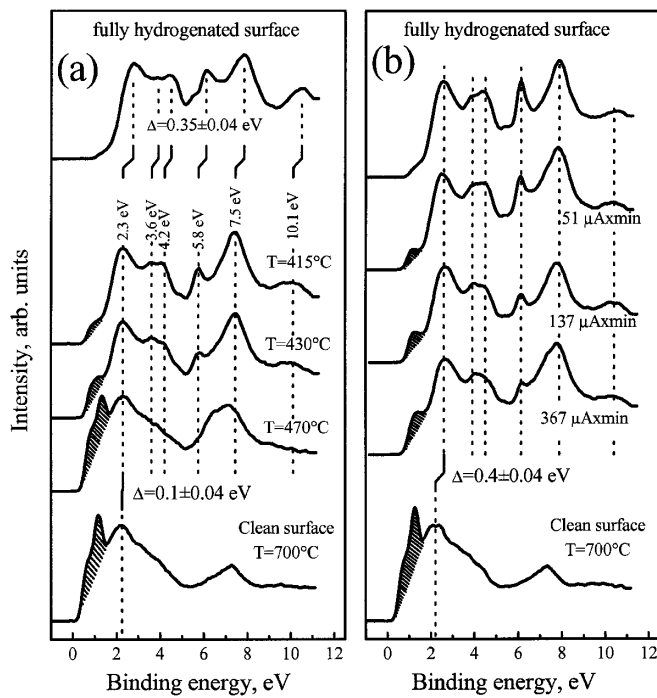 fully hydrogenated surface
(a)
Δ=0.35±0.04 eV
2.3 eV
3.6 eV
4.2 eV
5.8 eV
7.5 eV
10.1 eV
T=415°C
T=430°C
T=470°C
Δ=0.1±0.04 eV
Clean surface
T=700°C
Intensity, arb. units
0 2 4 6 8 10 12
Binding energy, eV
fully hydrogenated surface
(b)
51 μAxmin
137 μAxmin
367 μAxmin
Δ=0.4±0.04 eV
Clean surface
T=700°C
0 2 4 6 8 10 12
Binding energy, eV